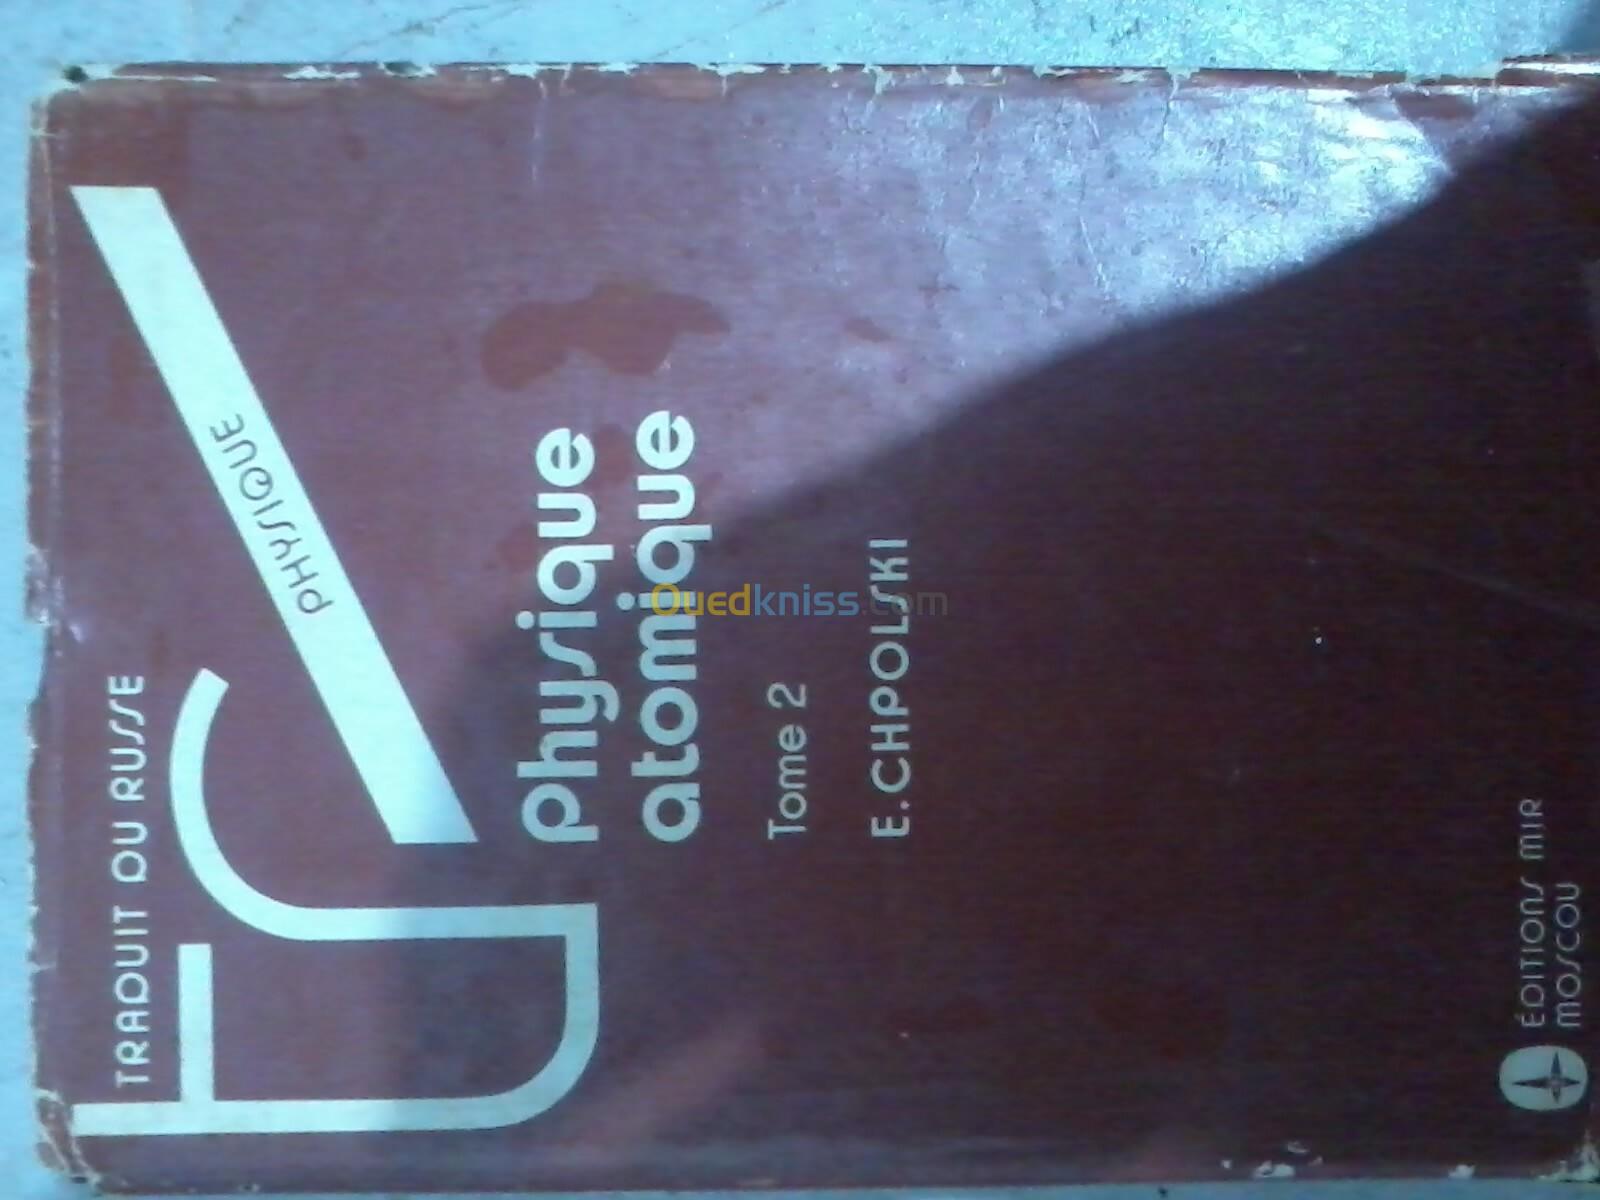 TRADUIT DU RUSSE
PHYSIQUE
Physique
atomique
Tome 2
E. CHPOLSKI
ÉDITIONS MIR
MOSCOU
Ouedkniss.com